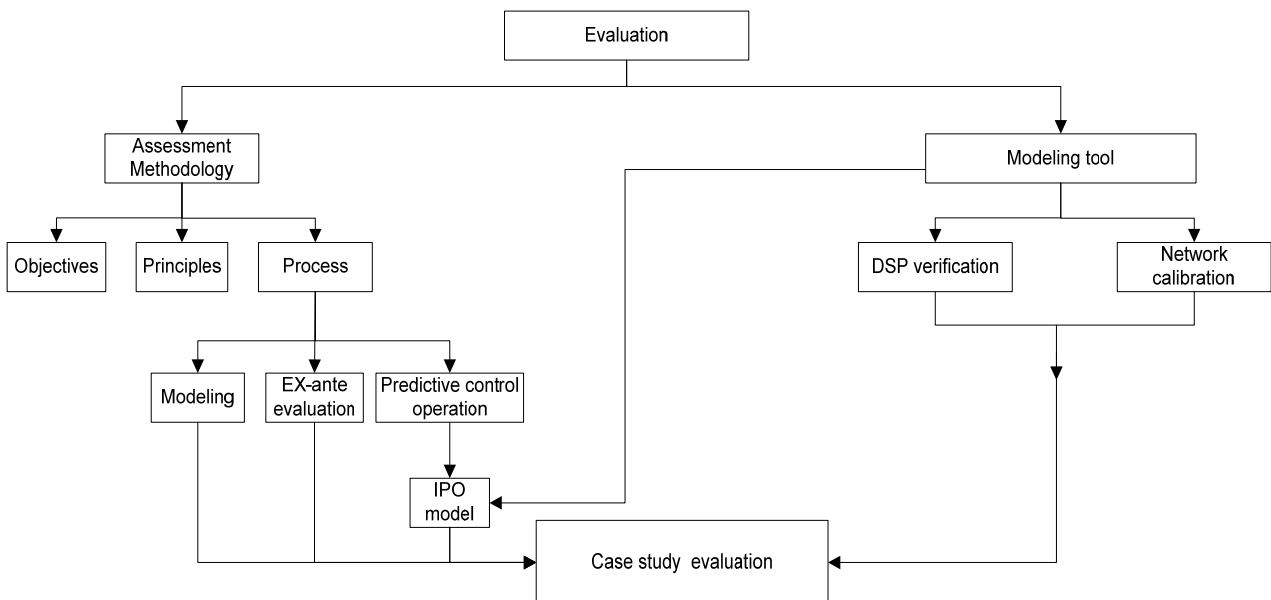 Evaluation
Assessment
Methodology
Modeling tool
Objectives
Principles
Process
DSP verification
Network
calibration
Modeling
EX-ante
evaluation
Predictive control
operation
IPO
model
Case study evaluation